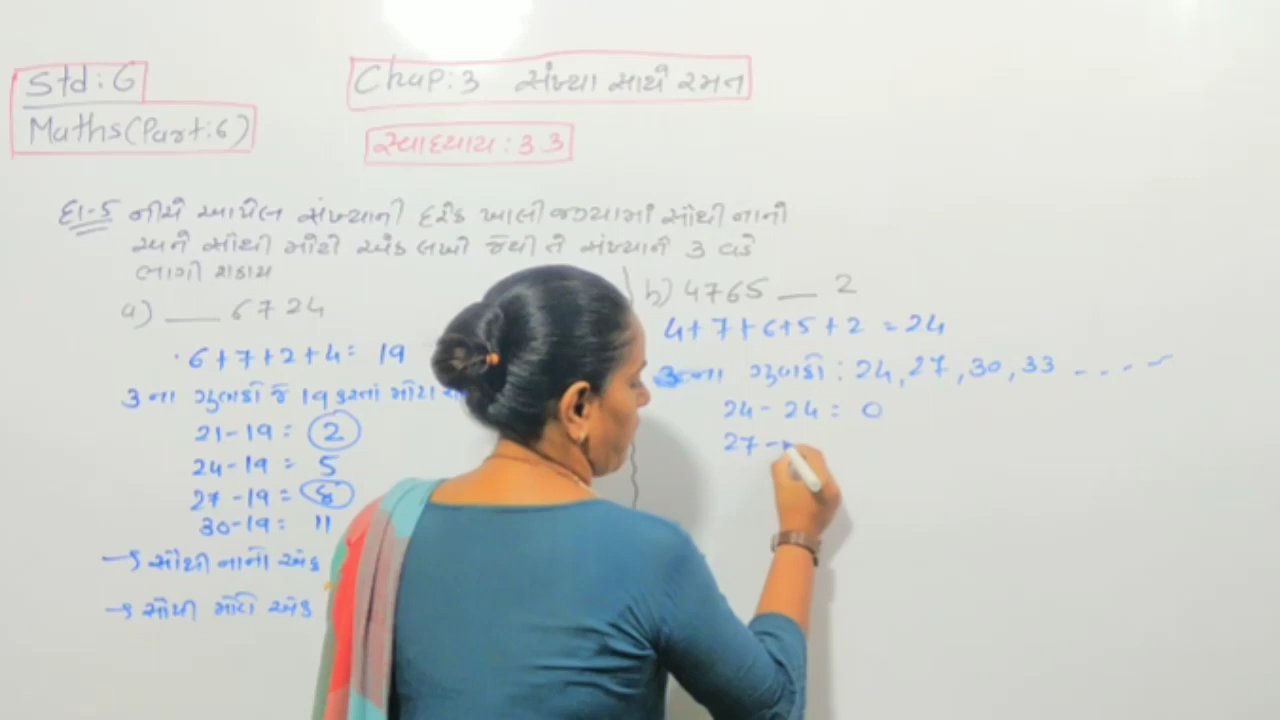 Std: 6
Maths(Part:6)
Chap: 3 સંખ્યા સાથે રમત
સ્વાધ્યાય : 3.3
દા-5 નીચે આપેલ સંખ્યાની દરેક ખાલી જગ્યામાં સૌથી નાનો
અને સૌથી મોટો અંક લખો જેથી તે સંખ્યાને 3 વડે
ભાગી શકાય
a) ___ 6724
6+7+2+4= 19
3 ના ગુણકો જે 19 કરતાં મોટા
21-19 = 2
24-19 = 5
27-19 = 8
30-19 = 11
→ સૌથી નાનો અંક
→ સૌથી મોટો અંક
b) 4765 __ 2
4+7+6+5+2 = 24
3 ના ગુણકો : 24, 27, 30, 33 - - - -
24-24 = 0
27-